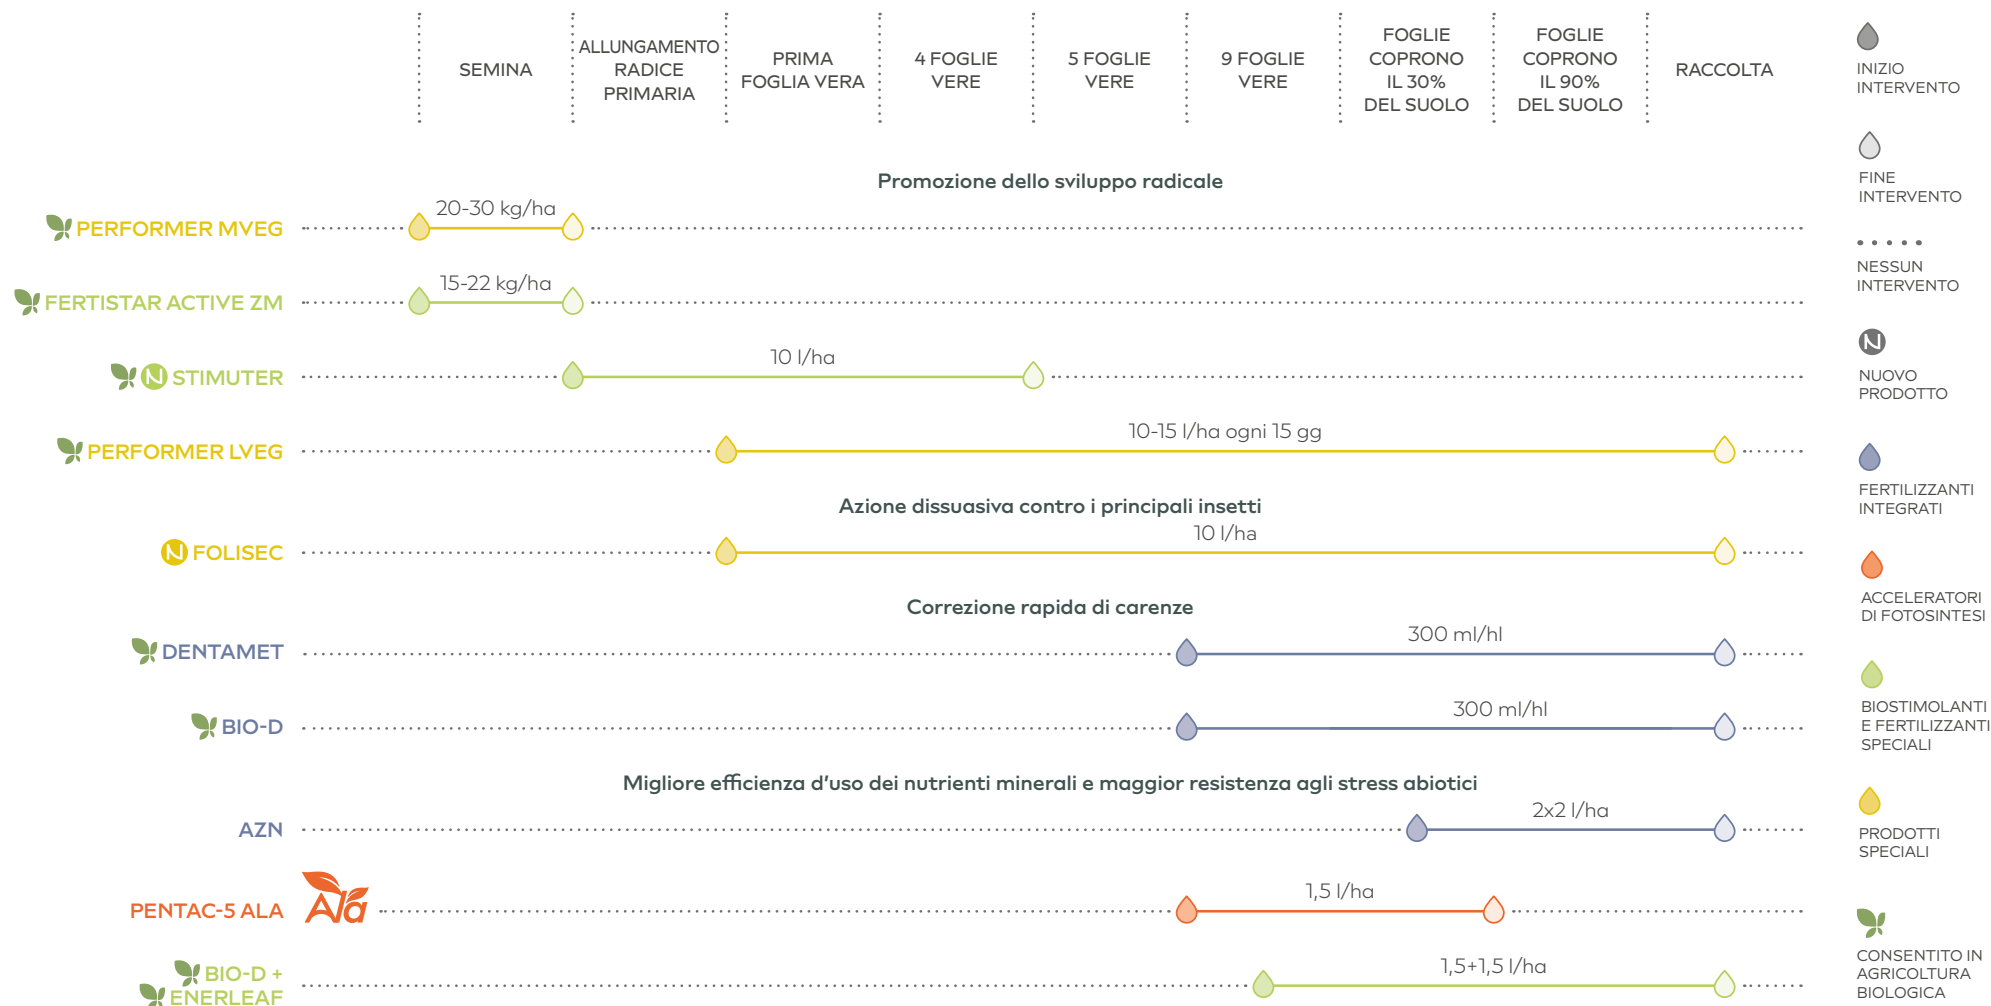 SEMINA
ALLUNGAMENTO
RADICE
PRIMARIA
PRIMA
FOGLIA VERA
4 FOGLIE
VERE
5 FOGLIE
VERE
9 FOGLIE
VERE
FOGLIE
COPRONO
IL 30%
DEL SUOLO
FOGLIE
COPRONO
IL 90%
DEL SUOLO
RACCOLTA
Promozione dello sviluppo radicale
PERFORMER MVEG
20-30 kg/ha
FERTISTAR ACTIVE ZM
15-22 kg/ha
N STIMUTER
10 l/ha
PERFORMER LVEG
10-15 l/ha ogni 15 gg
Azione dissuasiva contro i principali insetti
N FOLISEC
10 l/ha
Correzione rapida di carenze
DENTAMET
300 ml/hl
BIO-D
300 ml/hl
Migliore efficienza d'uso dei nutrienti minerali e maggior resistenza agli stress abiotici
AZN
2x2 l/ha
PENTAC-5 ALA
Ala
1,5 l/ha
BIO-D +
ENERLEAF
1,5+1,5 l/ha
INIZIO
INTERVENTO
FINE
INTERVENTO
NESSUN
INTERVENTO
N
NUOVO
PRODOTTO
FERTILIZZANTI
INTEGRATI
ACCELERATORI
DI FOTOSINTESI
BIOSTIMOLANTI
E FERTILIZZANTI
SPECIALI
PRODOTTI
SPECIALI
CONSENTITO IN
AGRICOLTURA
BIOLOGICA